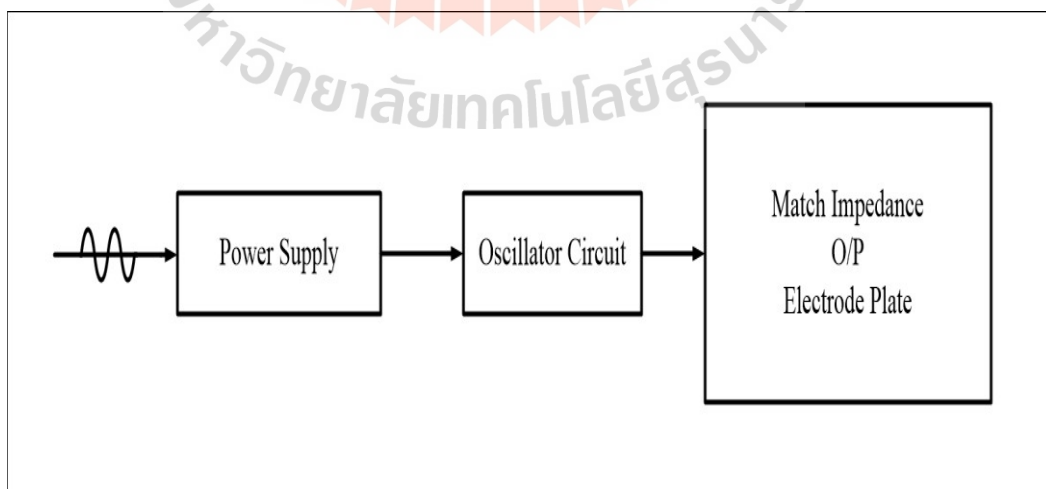 มหาวิทยาลัยเทคโนโลยีสุรนารี
Power Supply
Oscillator Circuit
Match Impedance
O/P
Electrode Plate